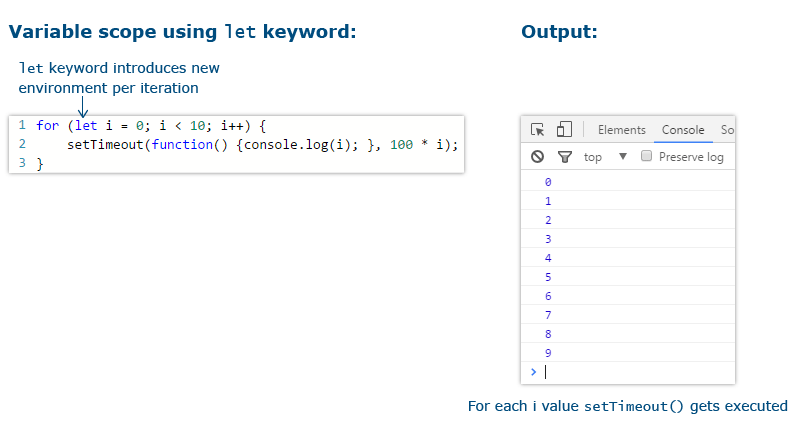 Variable scope using let keyword:
let keyword introduces new
environment per iteration
1 for (let i = 0; i < 10; i++) {
2 setTimeout(function() {console.log(i); }, 100 * i);
3 }
Output:
Elements Console So
top ▼ Preserve log
0
1
2
3
4
5
6
7
8
9
>
For each i value setTimeout() gets executed